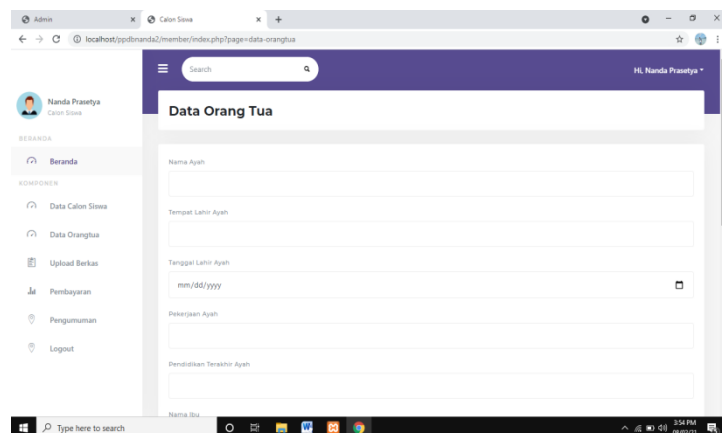 Admin
Calon Siswa
localhost/ppdbnanda2/member/index.php?page=data-orangtua
Search
Hi, Nanda Prasetya
Nanda Prasetya
Calon Siswa
Data Orang Tua
BERANDA
Beranda
KOMPONEN
Data Calon Siswa
Data Orangtua
Upload Berkas
Pembayaran
Pengumuman
Logout
Nama Ayah
Tempat Lahir Ayah
Tanggal Lahir Ayah
mm/dd/yyyy
Pekerjaan Ayah
Pendidikan Terakhir Ayah
Nama Ibu
Type here to search
3:54 PM